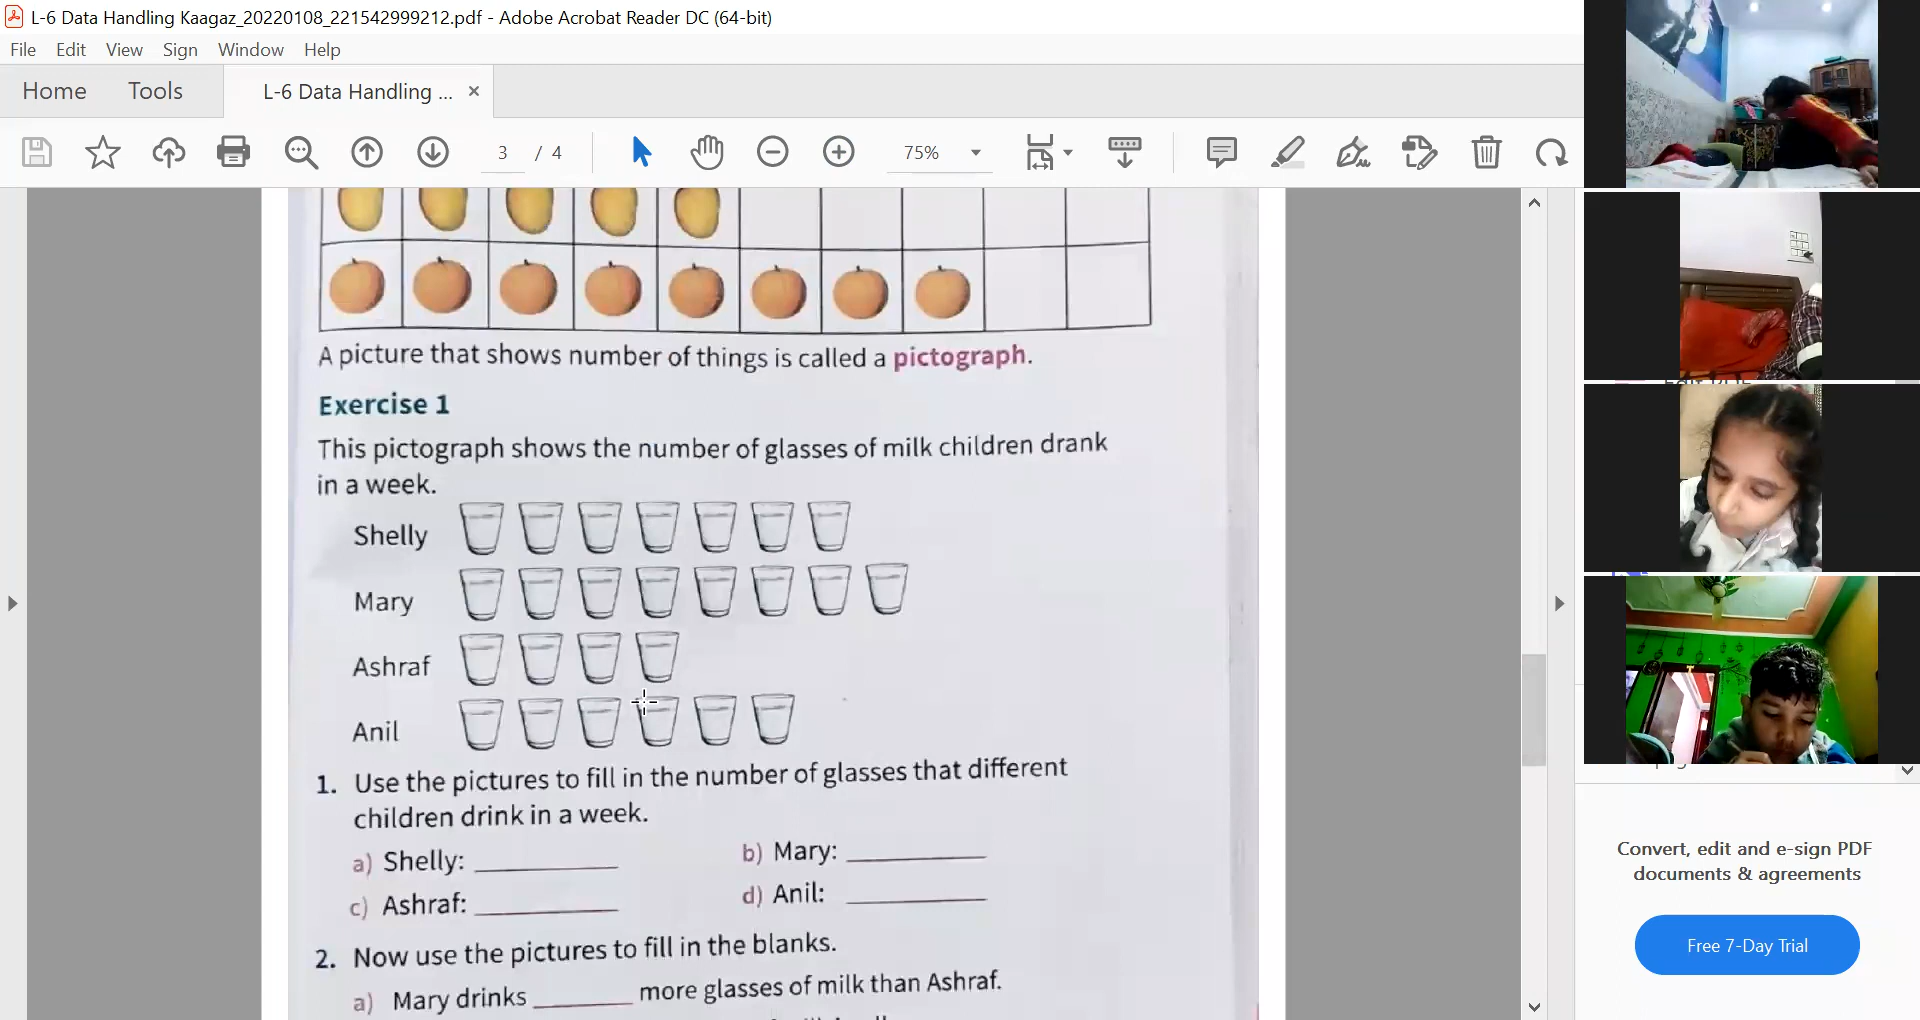 L-6 Data Handling Kaagaz_20220108_221542999212.pdf - Adobe Acrobat Reader DC (64-bit)
File Edit View Sign Window Help
Home Tools L-6 Data Handling ... ×
3 / 4 75%
A picture that shows number of things is called a pictograph.
Exercise 1
This pictograph shows the number of glasses of milk children drank
in a week.
Shelly
Mary
Ashraf
Anil
1. Use the pictures to fill in the number of glasses that different
children drink in a week.
a) Shelly: ________ b) Mary: ________
c) Ashraf: ________ d) Anil: ________
2. Now use the pictures to fill in the blanks.
a) Mary drinks ______ more glasses of milk than Ashraf.
Convert, edit and e-sign PDF
documents & agreements
Free 7-Day Trial